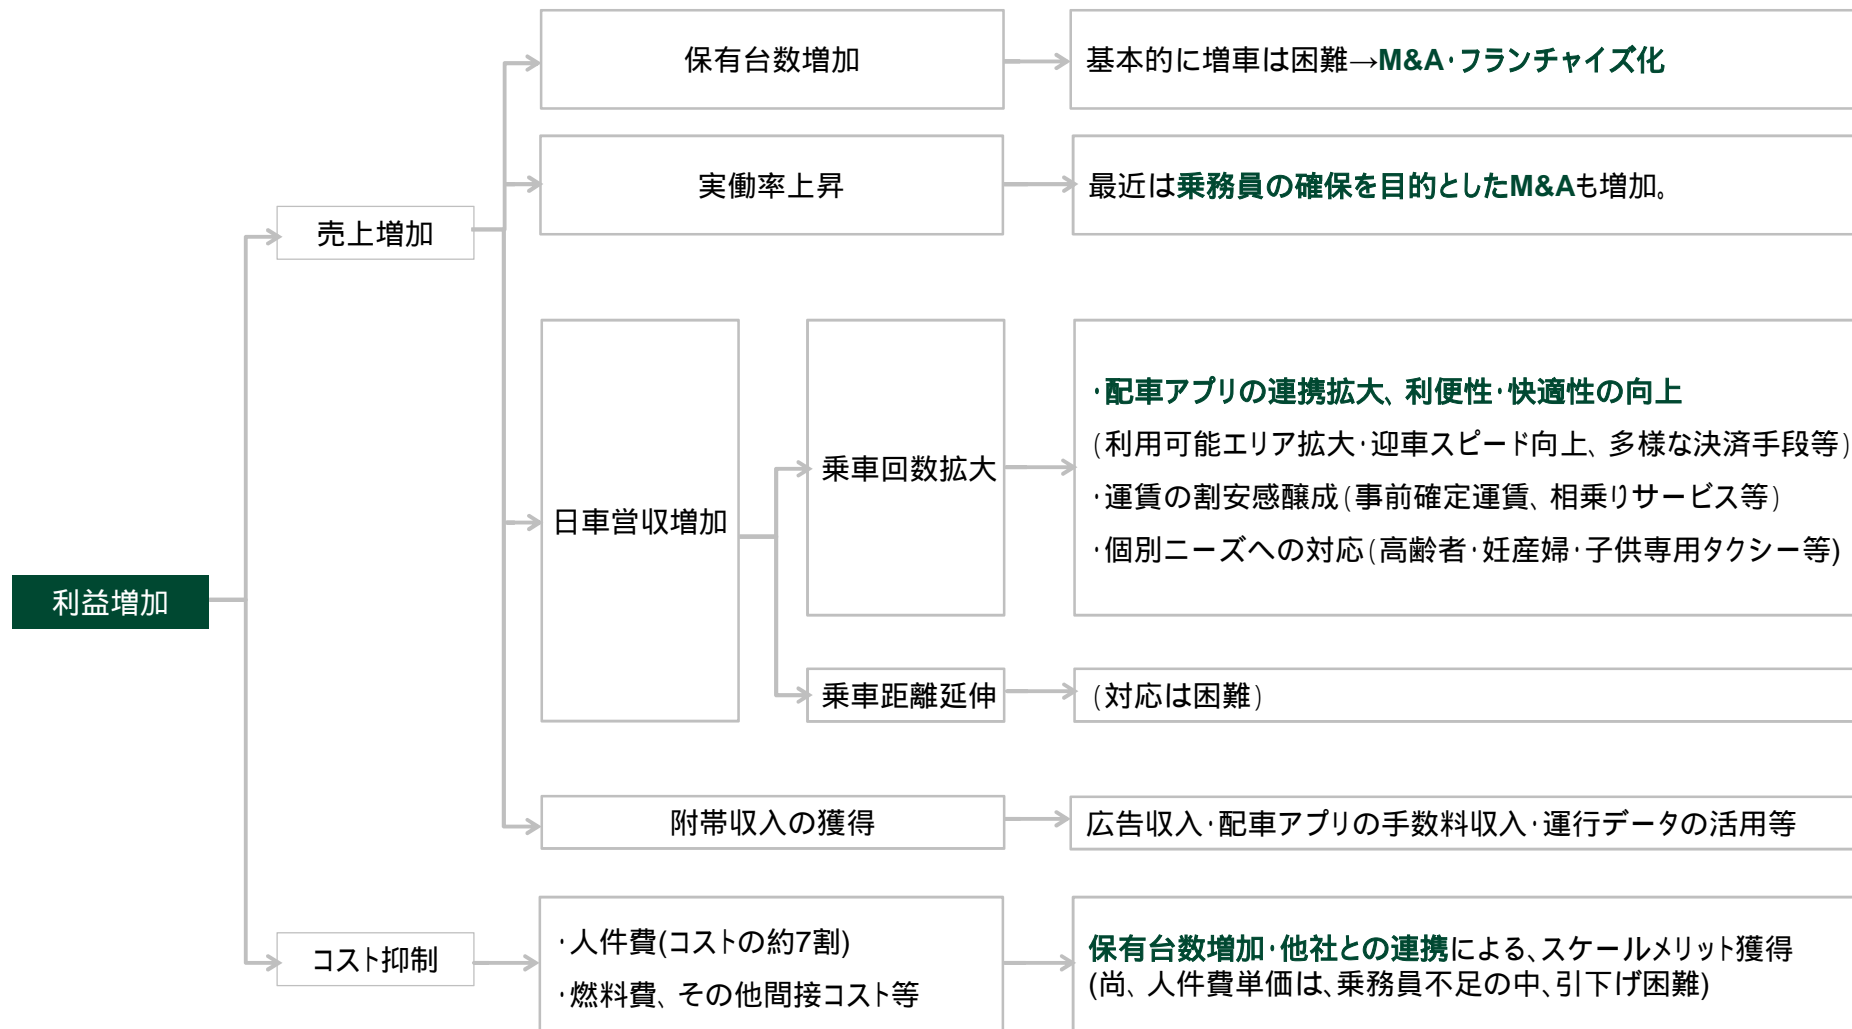 利益増加
売上増加
保有台数増加
基本的に増車は困難→M&A・フランチャイズ化
実働率上昇
最近は乗務員の確保を目的としたM&Aも増加。
日車営収増加
乗車回数拡大
・配車アプリの連携拡大、利便性・快適性の向上
(利用可能エリア拡大・迎車スピード向上、多様な決済手段等)
・運賃の割安感醸成(事前確定運賃、相乗りサービス等)
・個別ニーズへの対応(高齢者・妊産婦・子供専用タクシー等)
乗車距離延伸
(対応は困難)
附帯収入の獲得
広告収入・配車アプリの手数料収入・運行データの活用等
コスト抑制
・人件費(コストの約7割)
・燃料費、その他間接コスト等
保有台数増加・他社との連携による、スケールメリット獲得
(尚、人件費単価は、乗務員不足の中、引下げ困難)